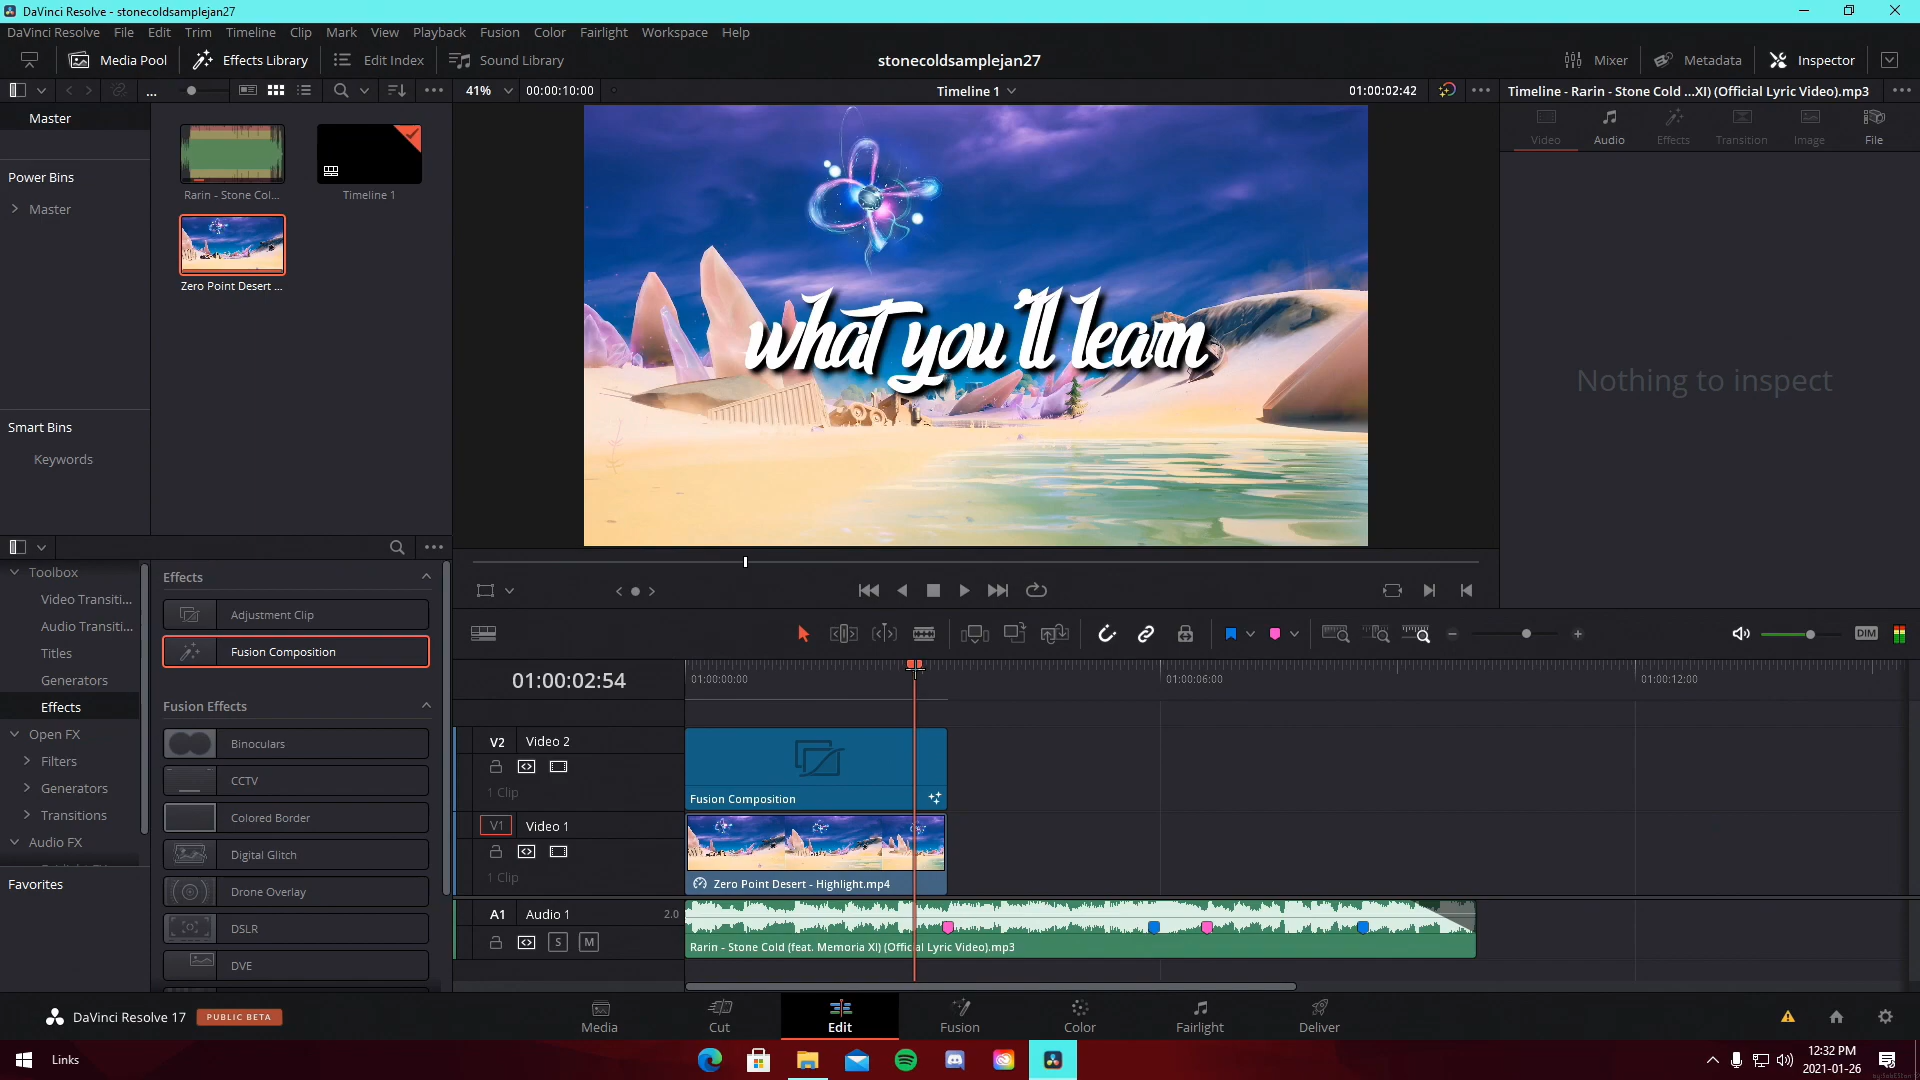 DaVinci Resolve - stonecoldsamplejan27
DaVinci Resolve File Edit Trim Timeline Clip Mark View Playback Fusion Color Fairlight Workspace Help
Media Pool Effects Library Edit Index Sound Library stonecoldsamplejan27 Mixer Metadata Inspector
... 41% 00:00:10:00 Timeline 1 01:00:02:42 Timeline - Rarin - Stone Cold ...XI) (Official Lyric Video).mp3
Master
Video Audio Effects Transition Image File
Power Bins
Master
Rarin - Stone Col...
Timeline 1
Zero Point Desert ...
what you'll learn
Nothing to inspect
Smart Bins
Keywords
Toolbox
Video Transiti...
Audio Transiti...
Titles
Generators
Effects
Open FX
Filters
Generators
Transitions
Audio FX
Favorites
Effects
Adjustment Clip
Fusion Composition
Fusion Effects
Binoculars
CCTV
Colored Border
Digital Glitch
Drone Overlay
DSLR
DVE
DIM
01:00:02:54
01:00:00:00 01:00:06:00 01:00:12:00
V2 Video 2
1 Clip
Fusion Composition
V1 Video 1
1 Clip
Zero Point Desert - Highlight.mp4
A1 Audio 1 2.0
S M
Rarin - Stone Cold (feat. Memoria XI) (Official Lyric Video).mp3
DaVinci Resolve 17 PUBLIC BETA
Media Cut Edit Fusion Color Fairlight Deliver
Links
12:32 PM
2021-01-26